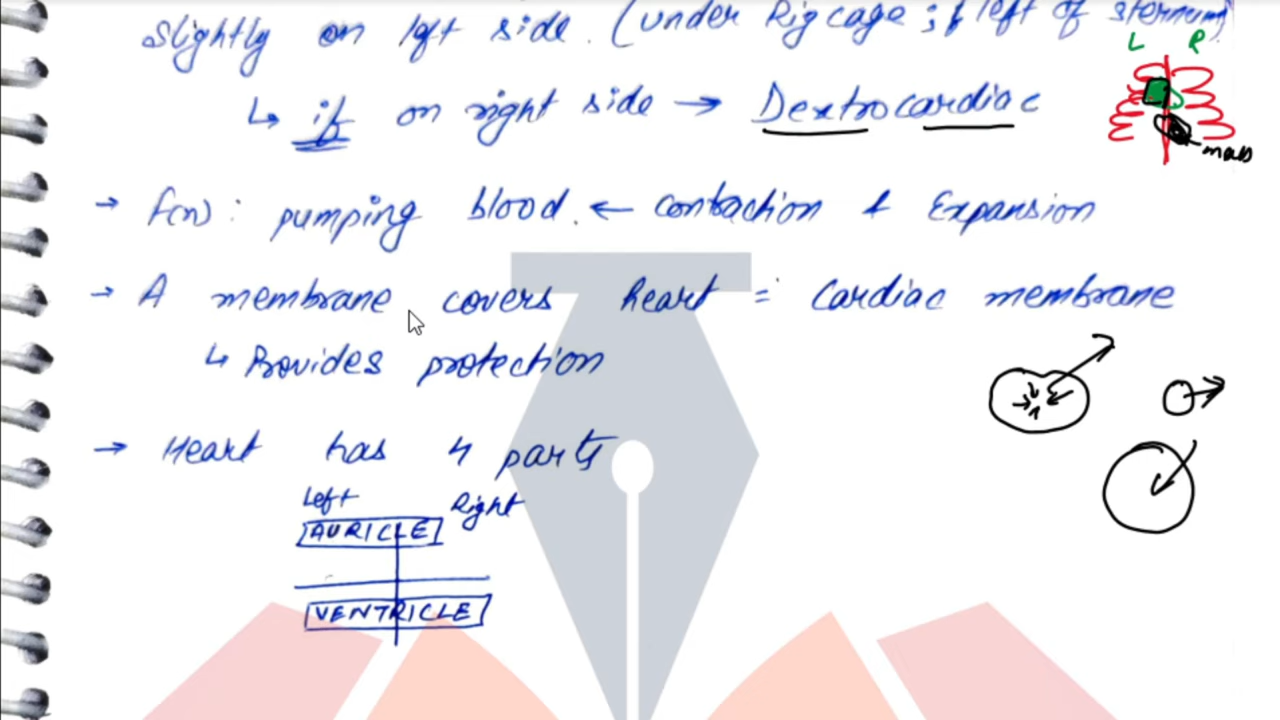 Slightly on left side. (under Rig cage ; & left of sternum)
L R
↳ if on right side → Dextrocardiac
mass
→ f(n) : pumping blood. ← contraction & Expansion
→ A membrane covers heart = Cardiac membrane
↳ Provides protection
→ Heart has 4 parts
Left Right
AURICLE
VENTRICLE